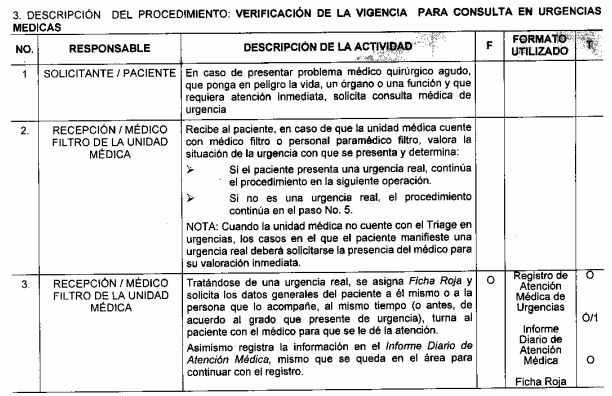 3. DESCRIPCIÓN DEL PROCEDIMIENTO: VERIFICACIÓN DE LA VIGENCIA PARA CONSULTA EN URGENCIAS
MEDICAS
NO. RESPONSABLE DESCRIPCIÓN DE LA ACTIVIDAD F FORMATO UTILIZADO T
1 SOLICITANTE / PACIENTE En caso de presentar problema médico quirúrgico agudo,
que ponga en peligro la vida, un órgano o una función y que
requiera atención inmediata, solicita consulta médica de
urgencia
2. RECEPCIÓN / MÉDICO
FILTRO DE LA UNIDAD
MÉDICA
Recibe al paciente, en caso de que la unidad médica cuente
con médico filtro o personal paramédico filtro, valora la
situación de la urgencia con que se presenta y determina:
➢ Si el paciente presenta una urgencia real, continúa
el procedimiento en la siguiente operación.
➢ Si no es una urgencia real, el procedimiento
continúa en el paso No. 5.
NOTA: Cuando la unidad médica no cuente con el Triage en
urgencias, los casos en el que el paciente manifieste una
urgencia real deberá solicitarse la presencia del médico para
su valoración inmediata.
3. RECEPCIÓN / MÉDICO
FILTRO DE LA UNIDAD
MÉDICA
Tratándose de una urgencia real, se asigna Ficha Roja y
solicita los datos generales del paciente a él mismo o a la
persona que lo acompañe, al mismo tiempo (o antes, de
acuerdo al grado que presente de urgencia), turna al
paciente con el médico para que se le dé la atención.
Asimismo registra la información en el Informe Diario de
Atención Médica, mismo que se queda en el área para
continuar con el registro.
O
Registro de
Atención
Médica de
Urgencias
Informe
Diario de
Atención
Médica
Ficha Roja
O
O/1
O